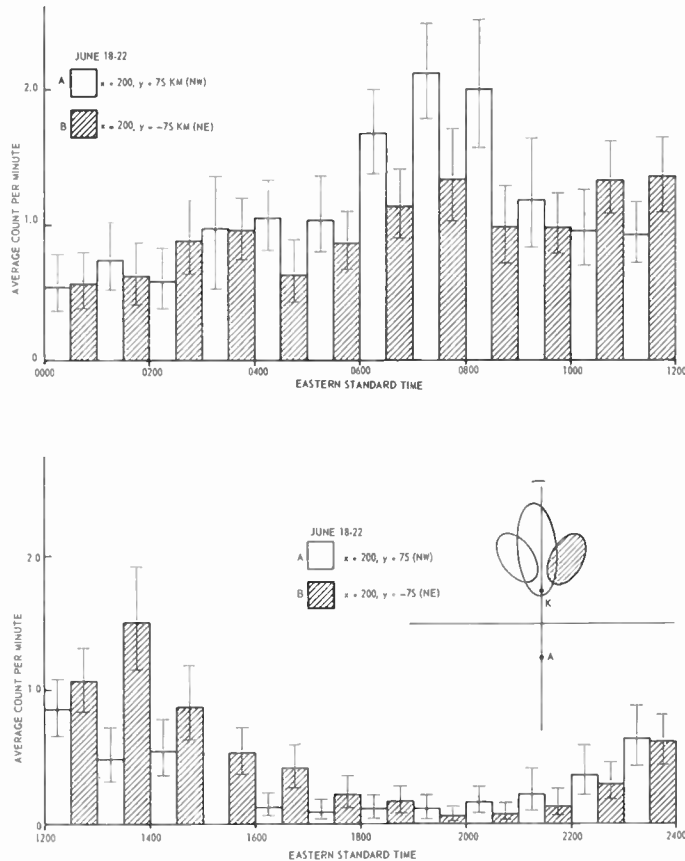 JUNE 18-22
A x = 200, y = 75 KM (NW)
B x = 200, y = -75 KM (NE)
AVERAGE COUNT PER MINUTE
2.0
1.0
0
0000 0200 0400 0600 0800 1000 1200
EASTERN STANDARD TIME
JUNE 18-22
A x = 200, y = 75 (NW)
B x = 200, y = -75 (NE)
K
A
AVERAGE COUNT PER MINUTE
2 0
1 0
0
1200 1400 1600 1800 2000 2200 2400
EASTERN STANDARD TIME